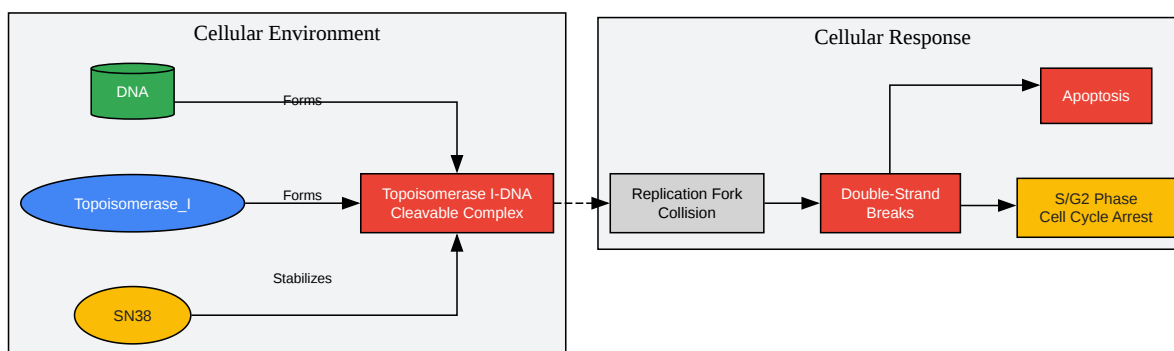 Cellular Environment
DNA
Forms
Topoisomerase_I
Forms
Topoisomerase I-DNA
Cleavable Complex
Stabilizes
SN38
Cellular Response
Apoptosis
Replication Fork
Collision
Double-Strand
Breaks
S/G2 Phase
Cell Cycle Arrest